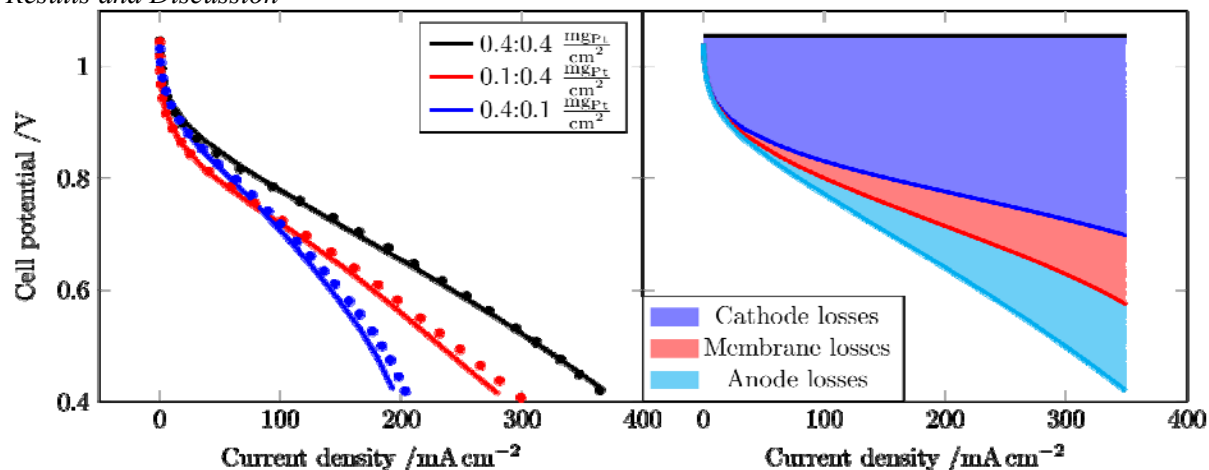 Results and Discussion
0.4:0.4 mgPt/cm²
0.1:0.4 mgPt/cm²
0.4:0.1 mgPt/cm²
Cell potential /V
1
0.8
0.6
0.4
0 100 200 300 400
Current density /mA cm⁻²
Cathode losses
Membrane losses
Anode losses
0 100 200 300 400
Current density /mA cm⁻²